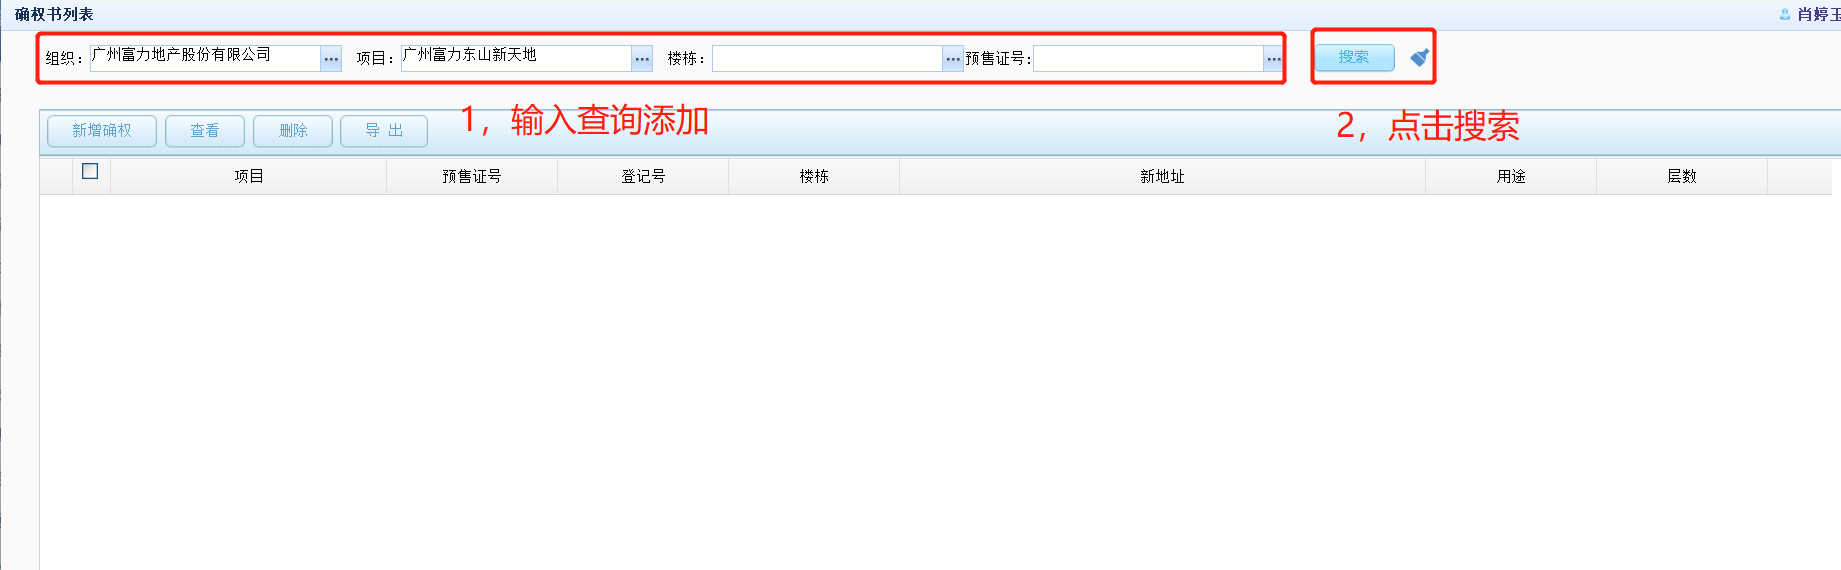 确权书列表
肖婷玉
组织： 广州富力地产股份有限公司 ... 项目： 广州富力东山新天地 ... 楼栋： ... 预售证号： ... 搜索
1，输入查询添加
2，点击搜索
新增确权 查看 删除 导 出
项目 预售证号 登记号 楼栋 新地址 用途 层数